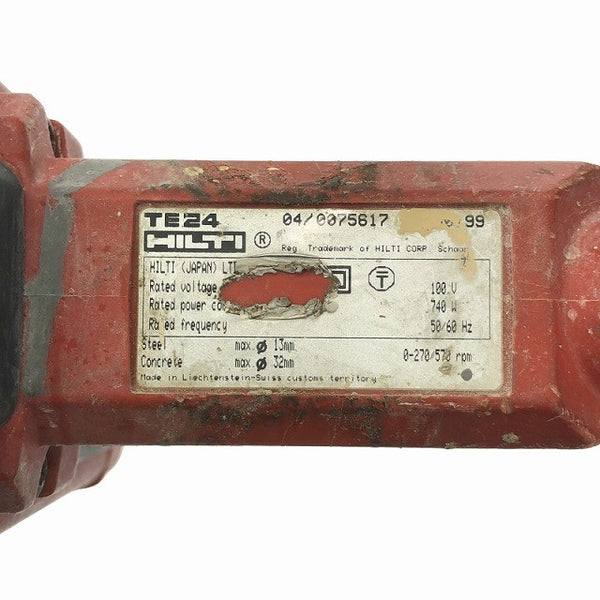 TE24 04/0075617 99
HILTI ® Reg. Trademark of HILTI CORP. Schaan
HILTI (JAPAN)
Rated voltage 100 V
Rated power 740 W
Rated frequency 50/60 Hz
Steel max ø 13mm
Concrete max ø 32mm 0-270/570 rpm
Made in Liechtenstein-Swiss customs territory